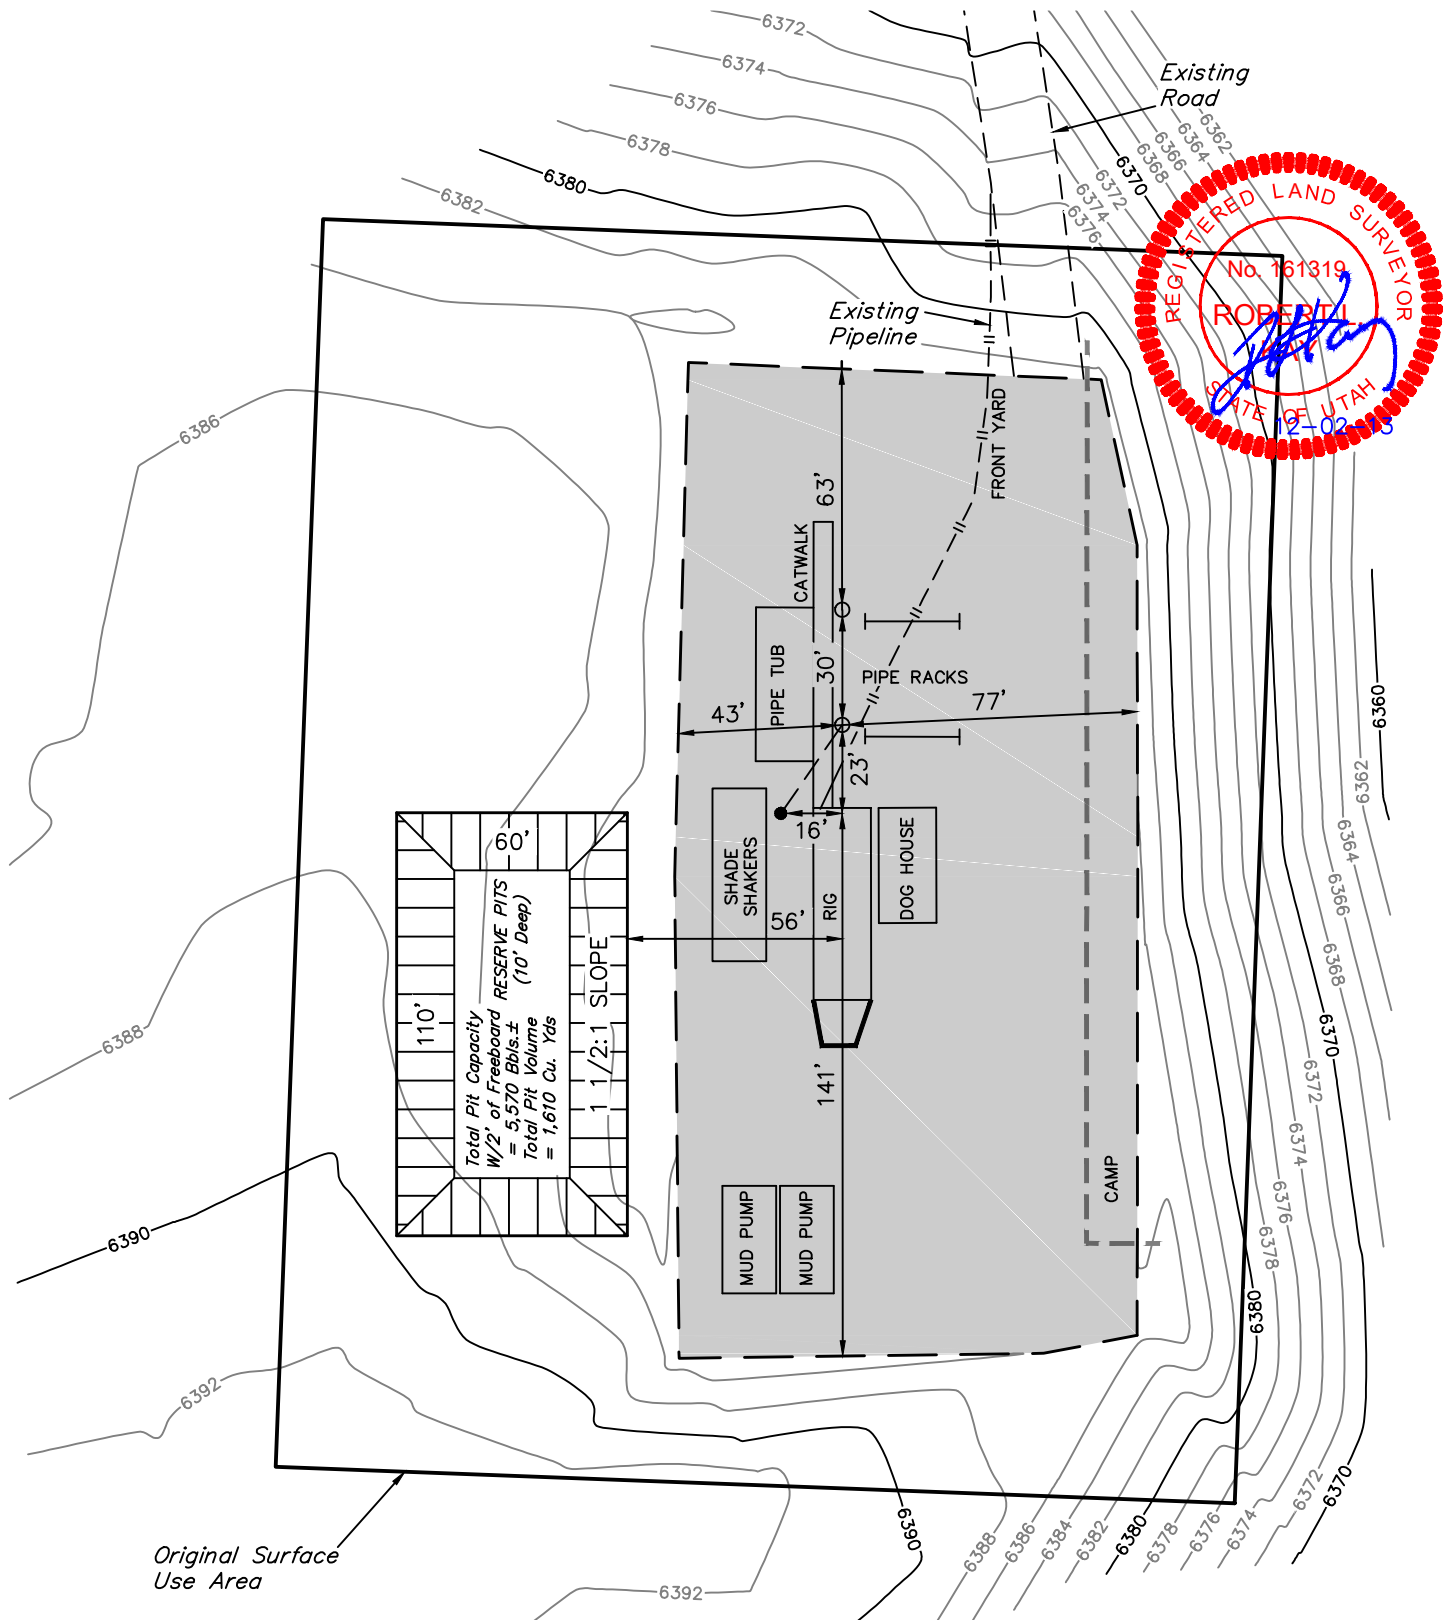 6372
6374
6376
6378
6380
6382
Existing
Road
6362
6364
6366
6368
6370
6372
6374
6376
REGISTERED LAND SURVEYOR
No. 161319
ROBERT L.
KAY
STATE OF UTAH
12-02-13
Existing
Pipeline
FRONT YARD
63'
6386
CATWALK
PIPE TUB
30'
PIPE RACKS
43'
77'
23'
16'
6360
6362
6364
6366
6368
6370
6372
6374
6376
6378
6380
60'
SHADE
SHAKERS
RIG
DOG HOUSE
56'
110'
RESERVE PITS
(10' Deep)
Total Pit Capacity
W/2' of Freeboard
= 5,570 Bbls.±
Total Pit Volume
= 1,610 Cu. Yds
1 1/2:1 SLOPE
6388
141'
CAMP
MUD PUMP
MUD PUMP
6390
6392
Original Surface
Use Area
6392
6390
6388
6386
6384
6382
6380
6378
6376
6374
6372
6370